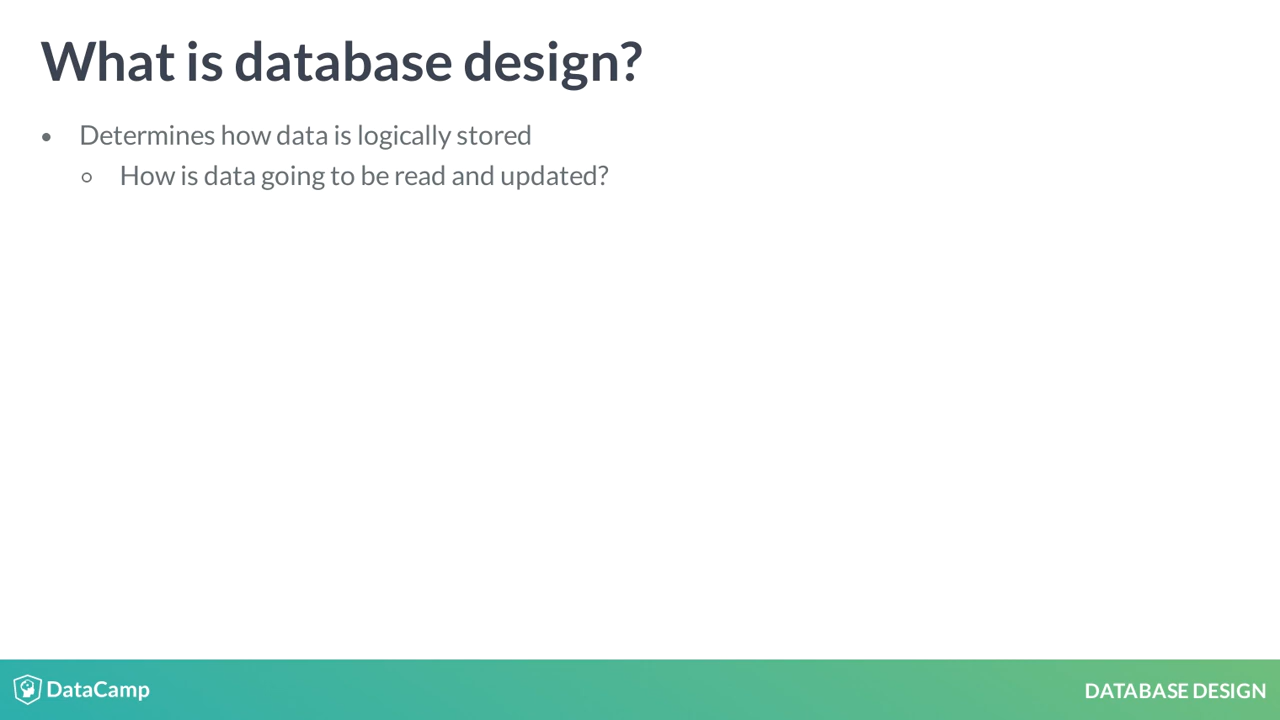 What is database design?
• Determines how data is logically stored
○ How is data going to be read and updated?
DataCamp
DATABASE DESIGN